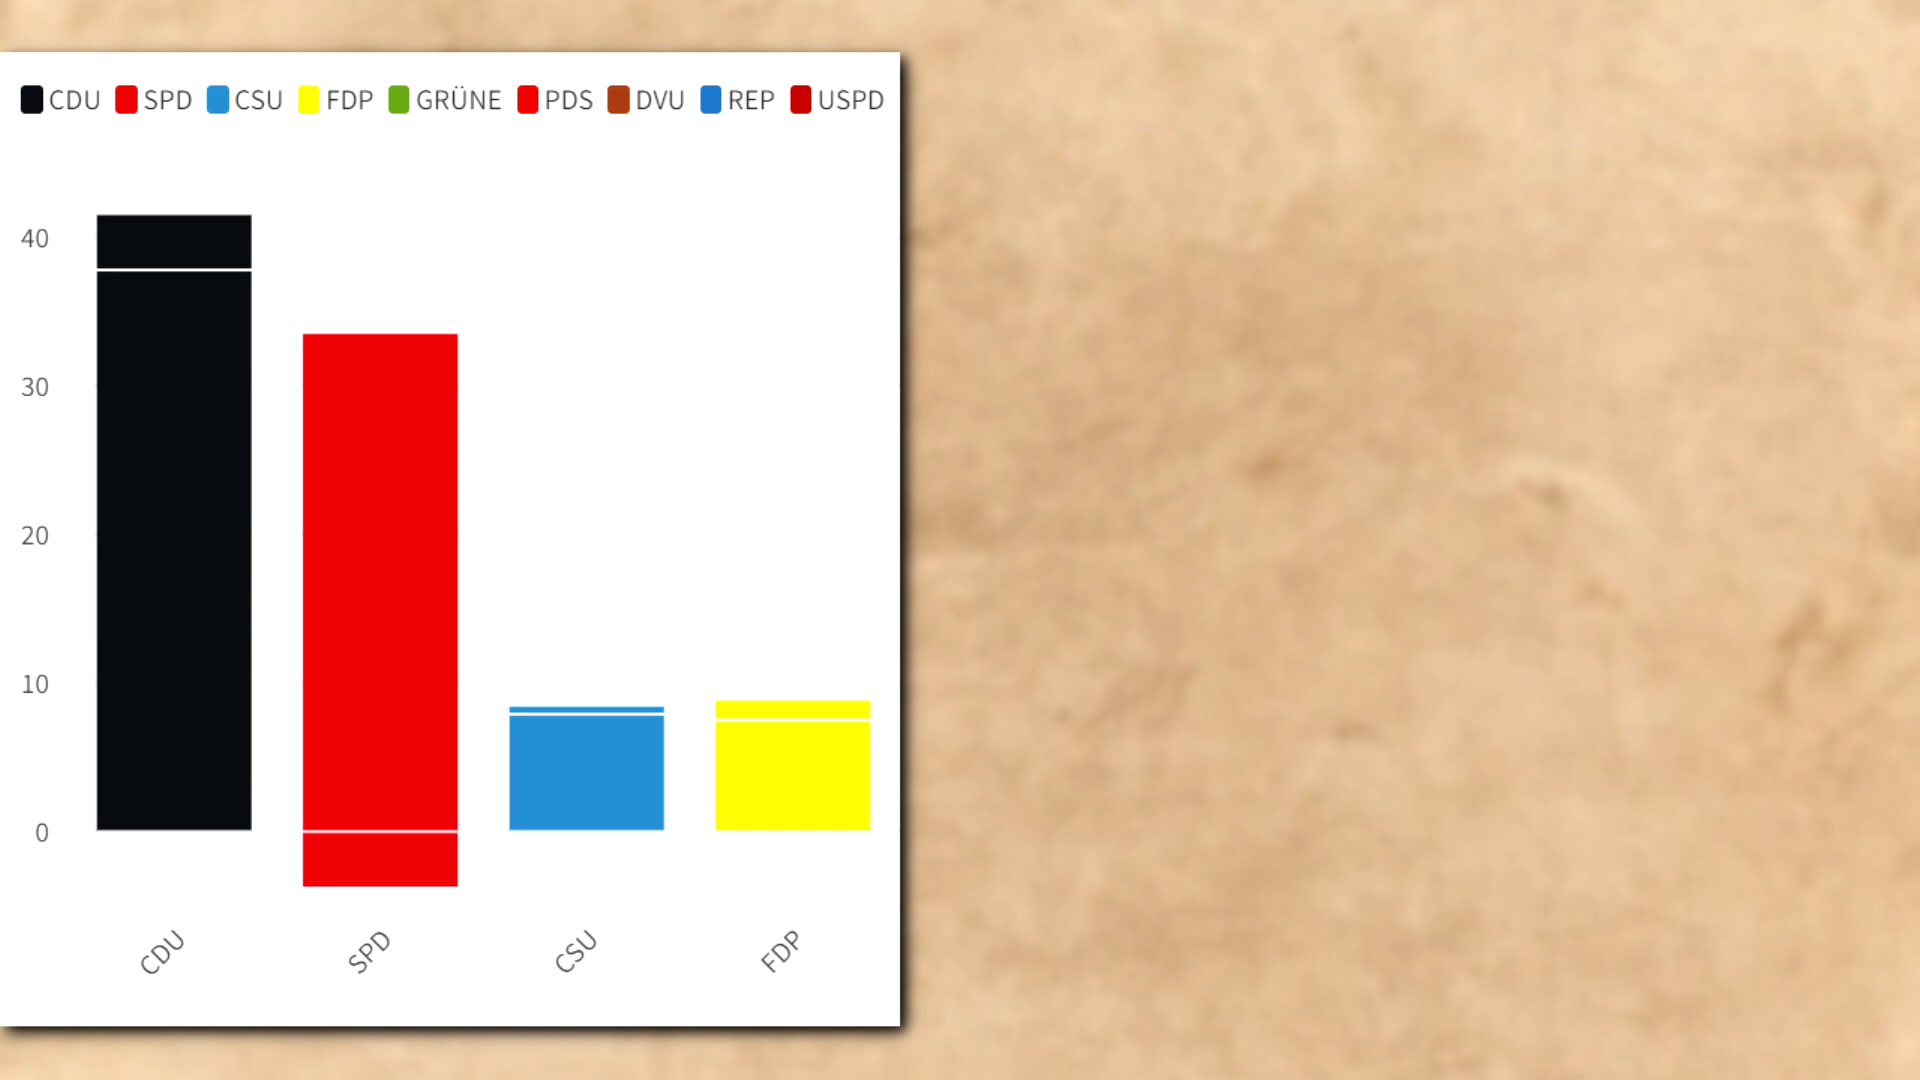 CDU SPD CSU FDP GRÜNE PDS DVU REP USPD
40
30
20
10
0
CDU SPD CSU FDP